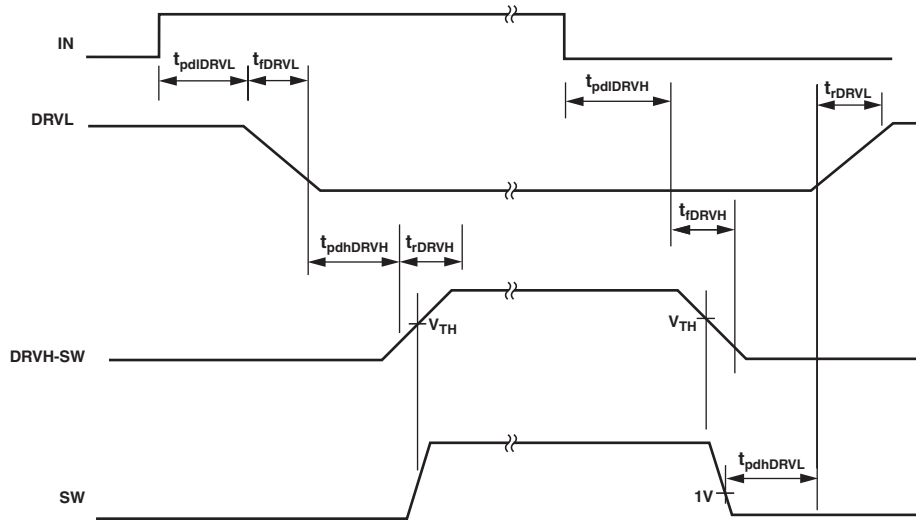 IN
tpdlDRVL
tfDRVL
tpdlDRVH
trDRVL
DRVL
tfDRVH
tpdhDRVH
trDRVH
VTH
VTH
DRVH-SW
tpdhDRVL
1V
SW